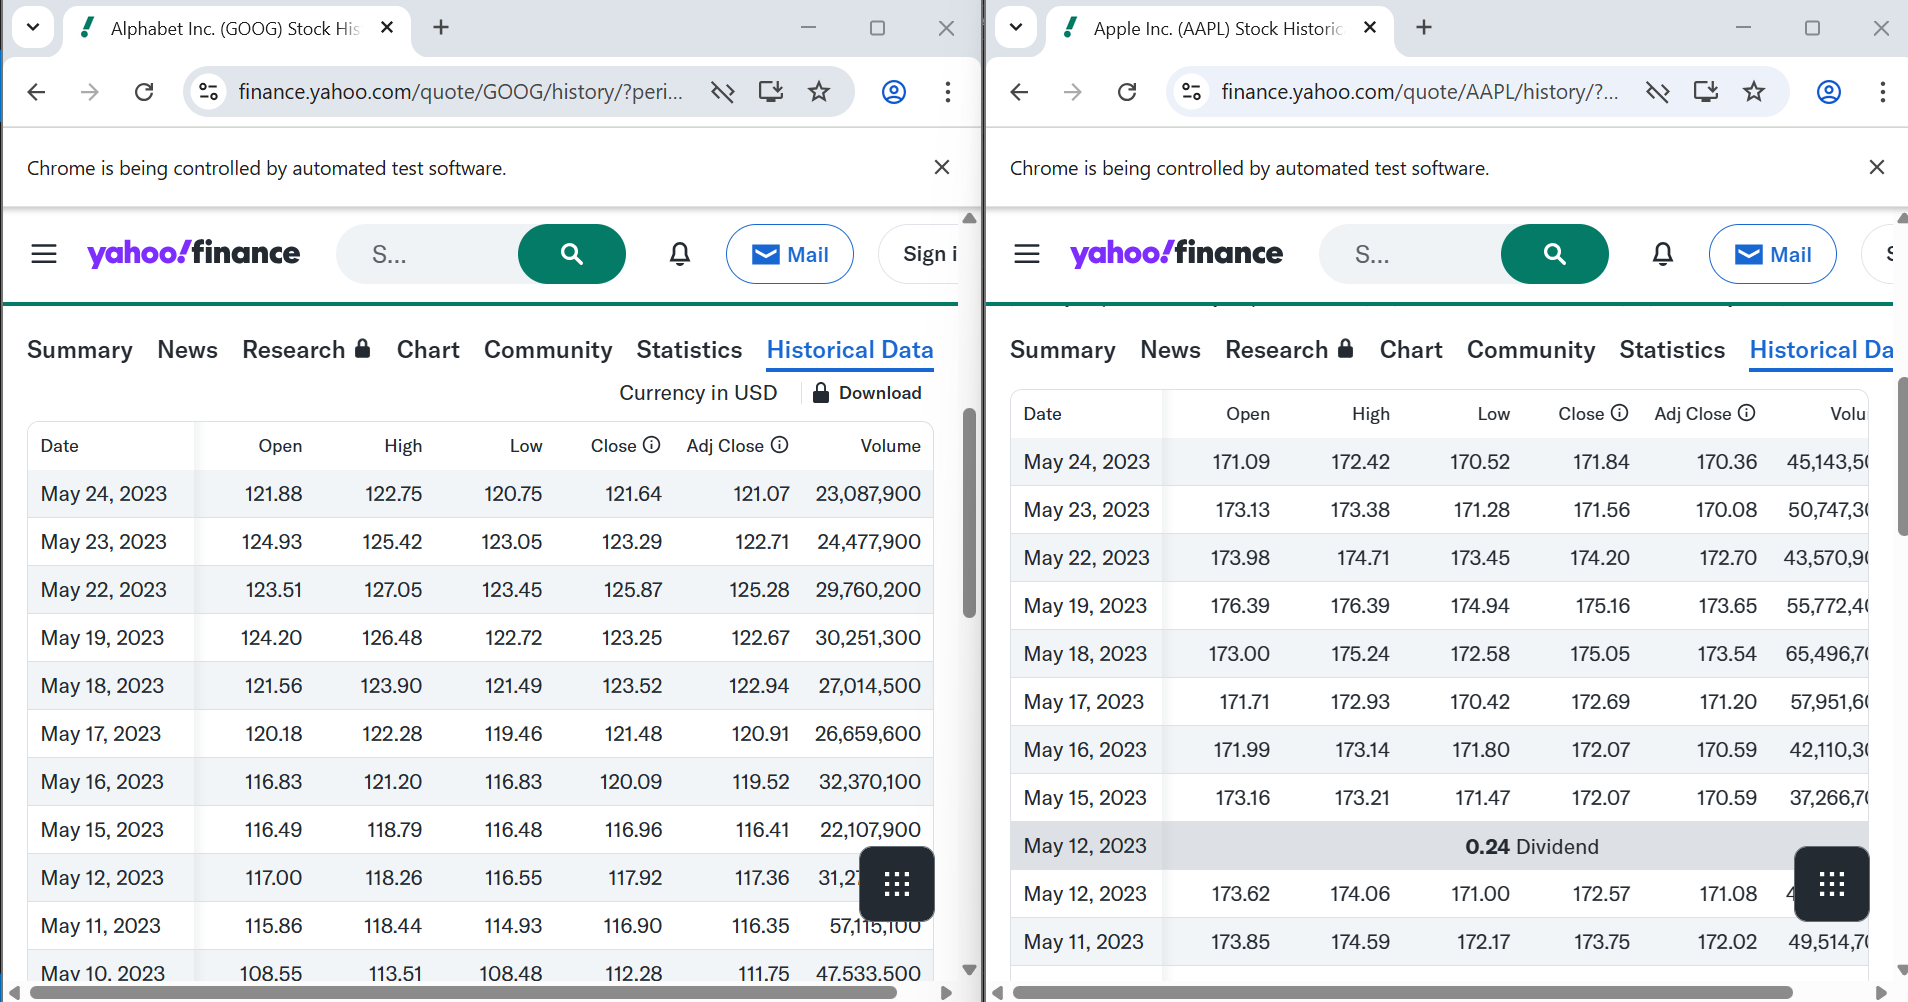 Alphabet Inc. (GOOG) Stock His
finance.yahoo.com/quote/GOOG/history/?peri...
Chrome is being controlled by automated test software.
yahoo!finance
S...
Mail
Sign i
Summary News Research Chart Community Statistics Historical Data
Currency in USD Download
Date Open High Low Close Adj Close Volume
May 24, 2023 121.88 122.75 120.75 121.64 121.07 23,087,900
May 23, 2023 124.93 125.42 123.05 123.29 122.71 24,477,900
May 22, 2023 123.51 127.05 123.45 125.87 125.28 29,760,200
May 19, 2023 124.20 126.48 122.72 123.25 122.67 30,251,300
May 18, 2023 121.56 123.90 121.49 123.52 122.94 27,014,500
May 17, 2023 120.18 122.28 119.46 121.48 120.91 26,659,600
May 16, 2023 116.83 121.20 116.83 120.09 119.52 32,370,100
May 15, 2023 116.49 118.79 116.48 116.96 116.41 22,107,900
May 12, 2023 117.00 118.26 116.55 117.92 117.36 31,27
May 11, 2023 115.86 118.44 114.93 116.90 116.35 57,115,100
May 10, 2023 108.55 113.51 108.48 112.28 111.75 47,533,500
Apple Inc. (AAPL) Stock Historic
finance.yahoo.com/quote/AAPL/history/?...
Chrome is being controlled by automated test software.
yahoo!finance
S...
Mail
S
Summary News Research Chart Community Statistics Historical Da
Date Open High Low Close Adj Close Volu
May 24, 2023 171.09 172.42 170.52 171.84 170.36 45,143,50
May 23, 2023 173.13 173.38 171.28 171.56 170.08 50,747,30
May 22, 2023 173.98 174.71 173.45 174.20 172.70 43,570,90
May 19, 2023 176.39 176.39 174.94 175.16 173.65 55,772,40
May 18, 2023 173.00 175.24 172.58 175.05 173.54 65,496,70
May 17, 2023 171.71 172.93 170.42 172.69 171.20 57,951,60
May 16, 2023 171.99 173.14 171.80 172.07 170.59 42,110,30
May 15, 2023 173.16 173.21 171.47 172.07 170.59 37,266,70
May 12, 2023 0.24 Dividend
May 12, 2023 173.62 174.06 171.00 172.57 171.08 4
May 11, 2023 173.85 174.59 172.17 173.75 172.02 49,514,70